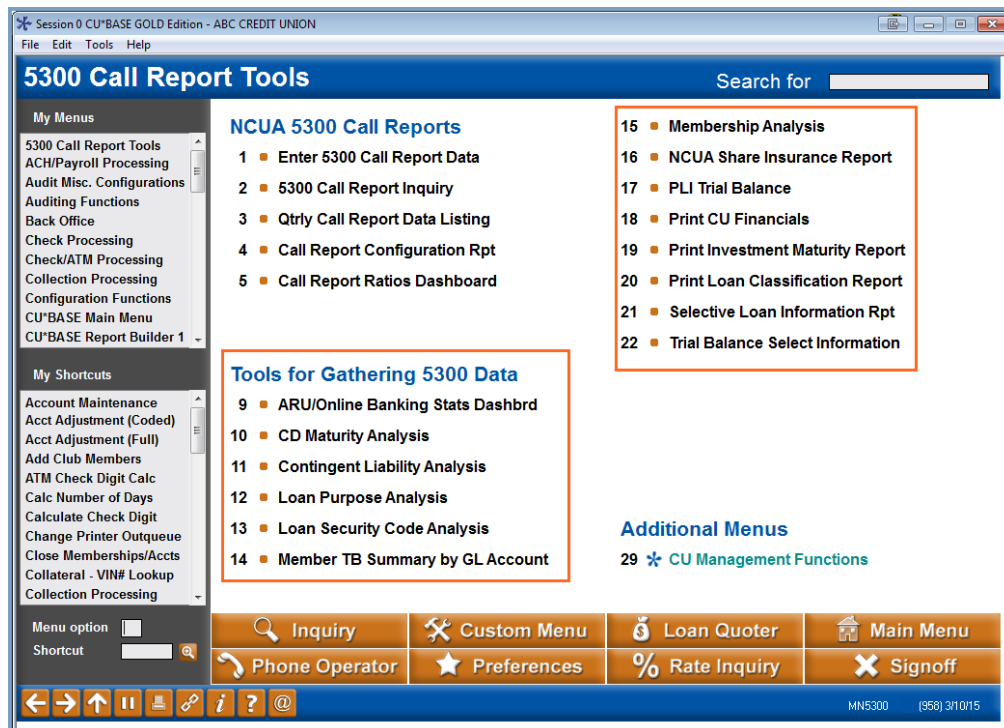 Session 0 CU*BASE GOLD Edition - ABC CREDIT UNION
File Edit Tools Help
5300 Call Report Tools
Search for
My Menus
5300 Call Report Tools
ACH/Payroll Processing
Audit Misc. Configurations
Auditing Functions
Back Office
Check Processing
Check/ATM Processing
Collection Processing
Configuration Functions
CU*BASE Main Menu
CU*BASE Report Builder 1
My Shortcuts
Account Maintenance
Acct Adjustment (Coded)
Acct Adjustment (Full)
Add Club Members
ATM Check Digit Calc
Calc Number of Days
Calculate Check Digit
Change Printer Outqueue
Close Memberships/Accts
Collateral - VIN# Lookup
Collection Processing
Menu option
Shortcut
NCUA 5300 Call Reports
1 Enter 5300 Call Report Data
2 5300 Call Report Inquiry
3 Qtrly Call Report Data Listing
4 Call Report Configuration Rpt
5 Call Report Ratios Dashboard
Tools for Gathering 5300 Data
9 ARU/Online Banking Stats Dashbrd
10 CD Maturity Analysis
11 Contingent Liability Analysis
12 Loan Purpose Analysis
13 Loan Security Code Analysis
14 Member TB Summary by GL Account
15 Membership Analysis
16 NCUA Share Insurance Report
17 PLI Trial Balance
18 Print CU Financials
19 Print Investment Maturity Report
20 Print Loan Classification Report
21 Selective Loan Information Rpt
22 Trial Balance Select Information
Additional Menus
29 CU Management Functions
Inquiry
Custom Menu
Loan Quoter
Main Menu
Phone Operator
Preferences
Rate Inquiry
Signoff
MN5300 (958) 3/10/15